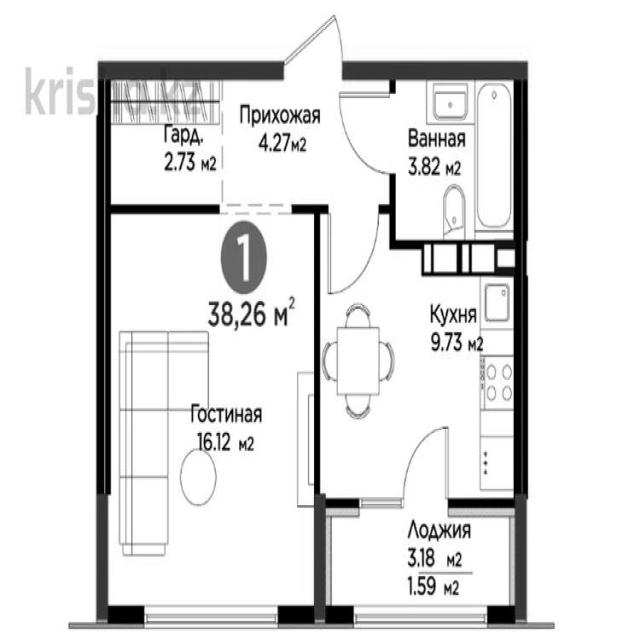 krisha.kz
Гард.
2.73 м2
Прихожая
4.27м2
Ванная
3.82 м2
1
38,26 м²
Кухня
9.73 м2
Гостиная
16.12 м2
Лоджия
3.18 м2
1.59 м2